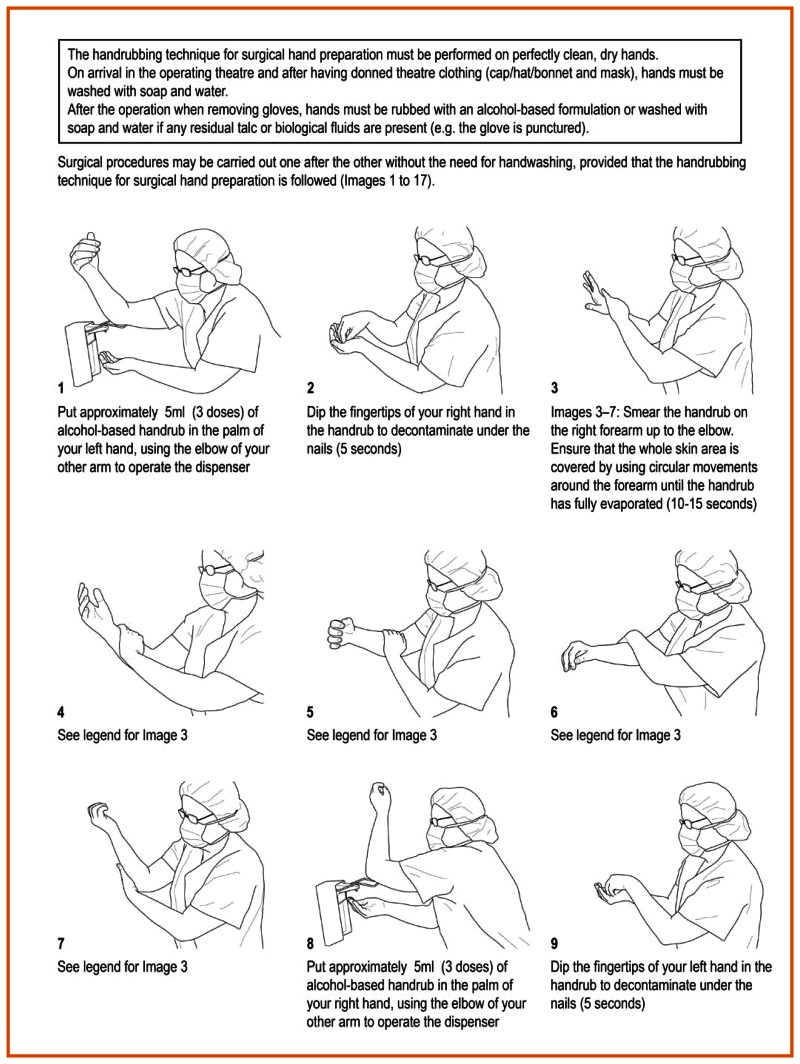 The handrubbing technique for surgical hand preparation must be performed on perfectly clean, dry hands.
On arrival in the operating theatre and after having donned theatre clothing (cap/hat/bonnet and mask), hands must be
washed with soap and water.
After the operation when removing gloves, hands must be rubbed with an alcohol-based formulation or washed with
soap and water if any residual talc or biological fluids are present (e.g. the glove is punctured).
Surgical procedures may be carried out one after the other without the need for handwashing, provided that the handrubbing
technique for surgical hand preparation is followed (Images 1 to 17).
1
Put approximately 5ml (3 doses) of
alcohol-based handrub in the palm of
your left hand, using the elbow of your
other arm to operate the dispenser
2
Dip the fingertips of your right hand in
the handrub to decontaminate under the
nails (5 seconds)
3
Images 3–7: Smear the handrub on
the right forearm up to the elbow.
Ensure that the whole skin area is
covered by using circular movements
around the forearm until the handrub
has fully evaporated (10-15 seconds)
4
See legend for Image 3
5
See legend for Image 3
6
See legend for Image 3
7
See legend for Image 3
8
Put approximately 5ml (3 doses) of
alcohol-based handrub in the palm of
your right hand, using the elbow of your
other arm to operate the dispenser
9
Dip the fingertips of your left hand in the
handrub to decontaminate under the
nails (5 seconds)